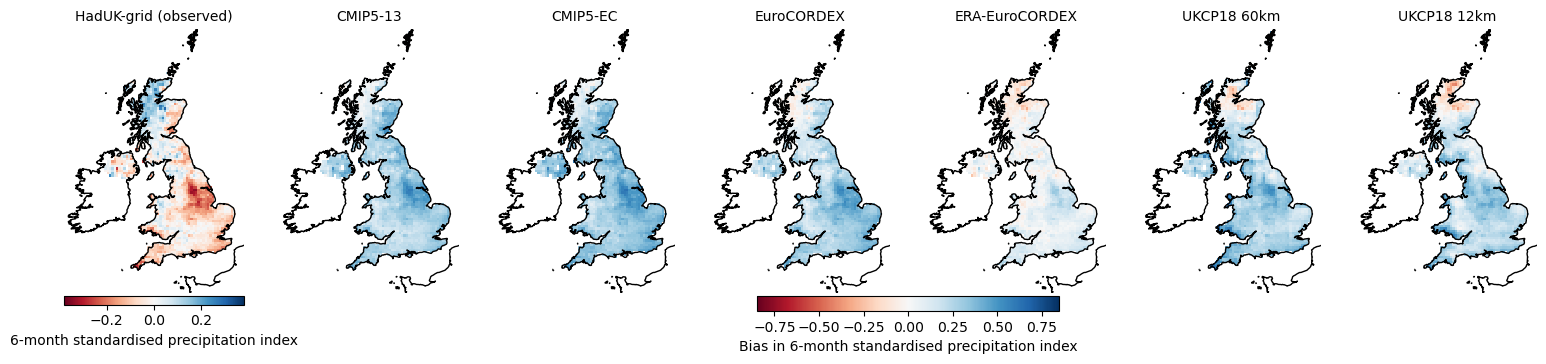 HadUK-grid (observed) CMIP5-13 CMIP5-EC EuroCORDEX ERA-EuroCORDEX UKCP18 60km UKCP18 12km
−0.2 0.0 0.2
6-month standardised precipitation index
−0.75 −0.50 −0.25 0.00 0.25 0.50 0.75
Bias in 6-month standardised precipitation index